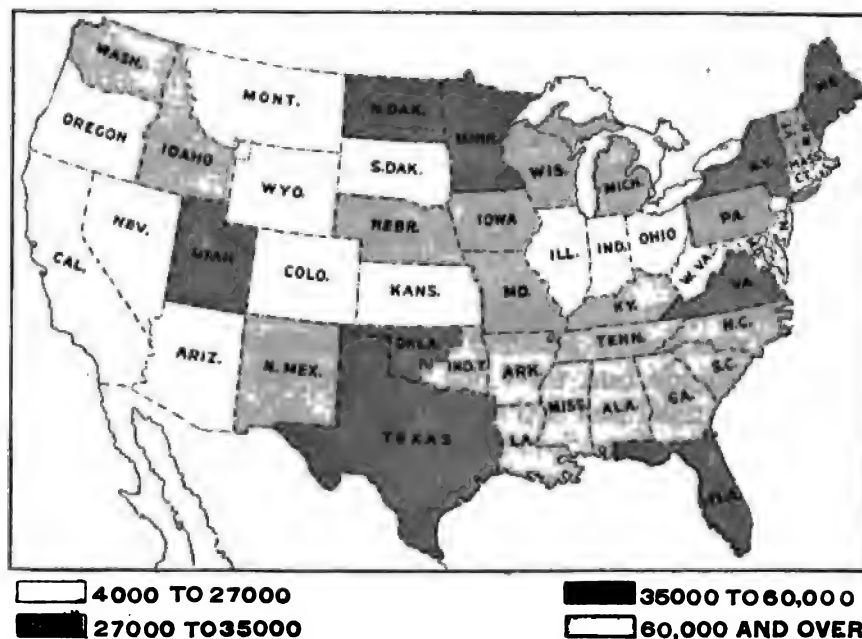 WASH.
MONT.
N.DAK.
MINN.
ME.
OREGON
IDAHO
S.DAK.
WIS.
MICH.
N.Y.
MASS.
CT.
WYO.
NEBR.
IOWA
PA.
NEV.
UTAH
COLO.
KANS.
MO.
ILL.
IND.
OHIO
W.VA.
VA.
CAL.
KY.
ARIZ.
N.MEX.
OKLA.
IND.T.
ARK.
TENN.
N.C.
S.C.
MISS.
ALA.
GA.
TEXAS
LA.
FLA.
4000 TO 27000
27000 TO 35000
35000 TO 60,000
60,000 AND OVER